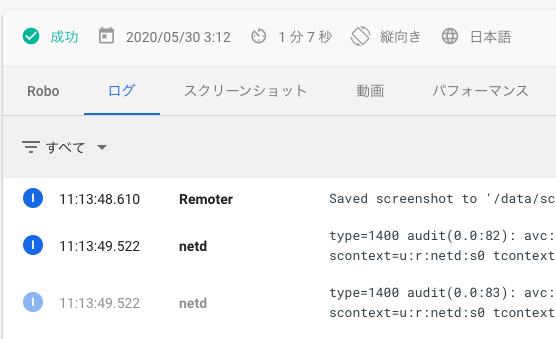 成功 2020/05/30 3:12 1 分 7 秒 縦向き 日本語
Robo ログ スクリーンショット 動画 パフォーマンス
すべて
I 11:13:48.610 Remoter Saved screenshot to '/data/sc
I 11:13:49.522 netd type=1400 audit(0.0:82): avc:
scontext=u:r:netd:s0 tcontext
I 11:13:49.522 netd type=1400 audit(0.0:83): avc:
scontext=u:r:netd:s0 tcontext